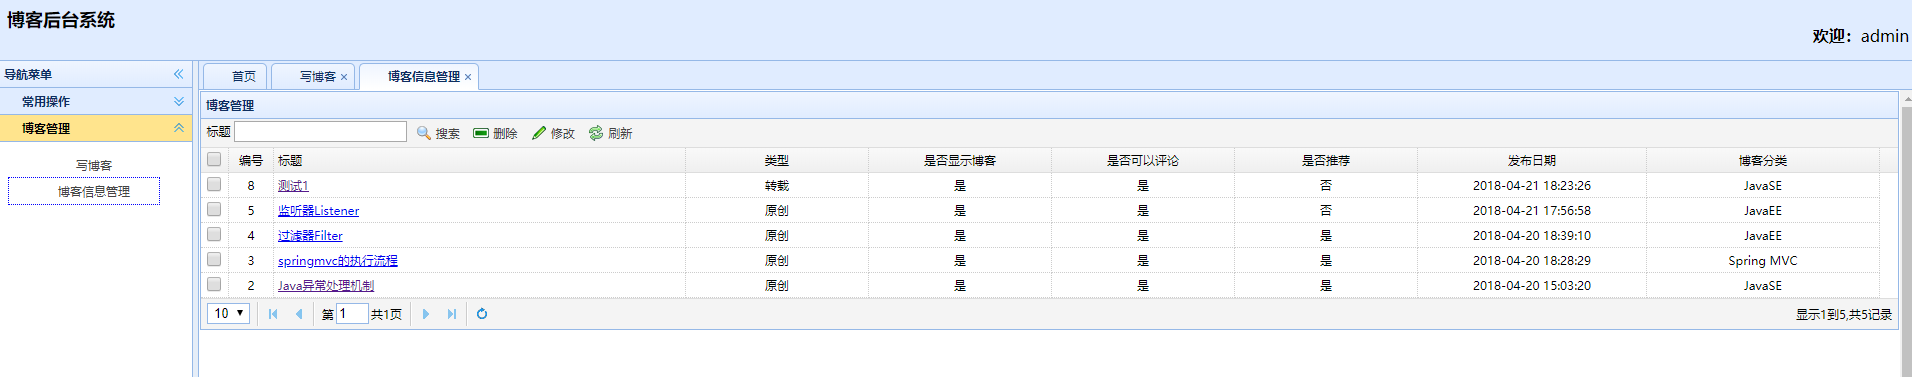 博客后台系统
欢迎：admin
导航菜单
首页 写博客 博客信息管理
常用操作
博客管理
博客管理
标题 搜索 删除 修改 刷新
写博客
博客信息管理
编号 标题 类型 是否显示博客 是否可以评论 是否推荐 发布日期 博客分类
8 测试1 转载 是 是 否 2018-04-21 18:23:26 JavaSE
5 监听器Listener 原创 是 是 否 2018-04-21 17:56:58 JavaEE
4 过滤器Filter 原创 是 是 是 2018-04-20 18:39:10 JavaEE
3 springmvc的执行流程 原创 是 是 是 2018-04-20 18:28:29 Spring MVC
2 Java异常处理机制 原创 是 是 是 2018-04-20 15:03:20 JavaSE
10 第 1 共1页 显示1到5,共5记录